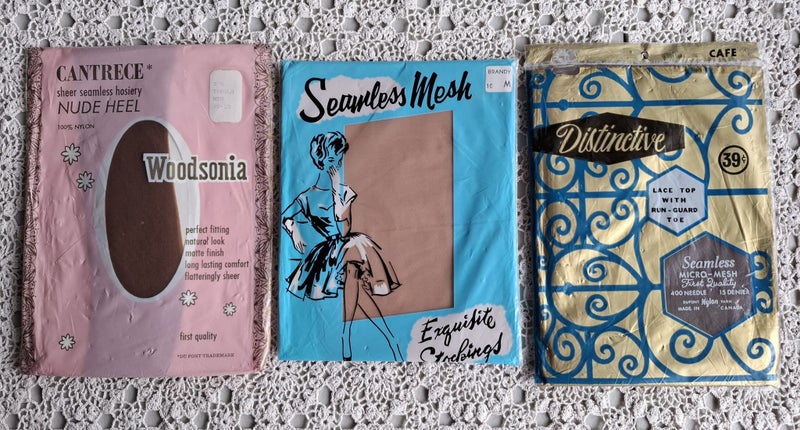 CANTRECE*
sheer seamless hosiery
NUDE HEEL
100% NYLON
Woodsonia
perfect fitting
natural look
matte finish
long lasting comfort
flatteringly sheer
first quality
*DU PONT TRADEMARK
Seamless Mesh
BRANDY
10 M
Exquisite
Stockings
CAFE
Distinctive
39¢
LACE TOP
WITH
RUN-GUARD
TOE
Seamless
MICRO-MESH
First Quality
400 NEEDLE 15 DENIER
DUPONT Nylon YARN
MADE IN CANADA